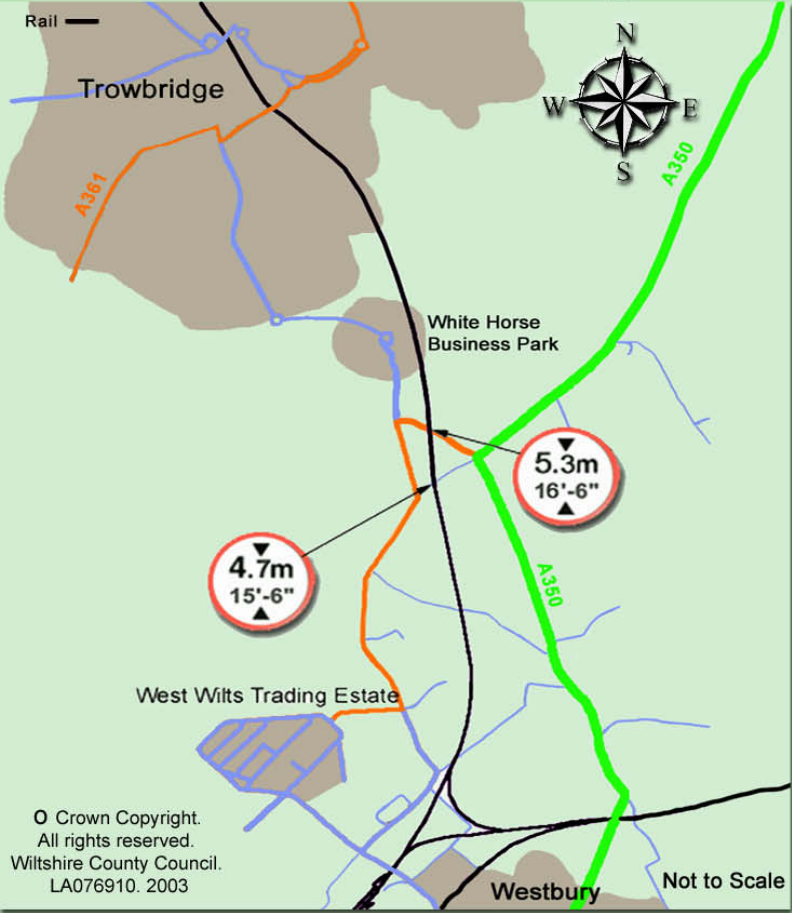 Rail
N
W
E
S
Trowbridge
A350
A361
White Horse
Business Park
5.3m
16'-6"
4.7m
15'-6"
A350
West Wilts Trading Estate
O Crown Copyright.
All rights reserved.
Wiltshire County Council.
LA076910. 2003
Not to Scale
Westbury